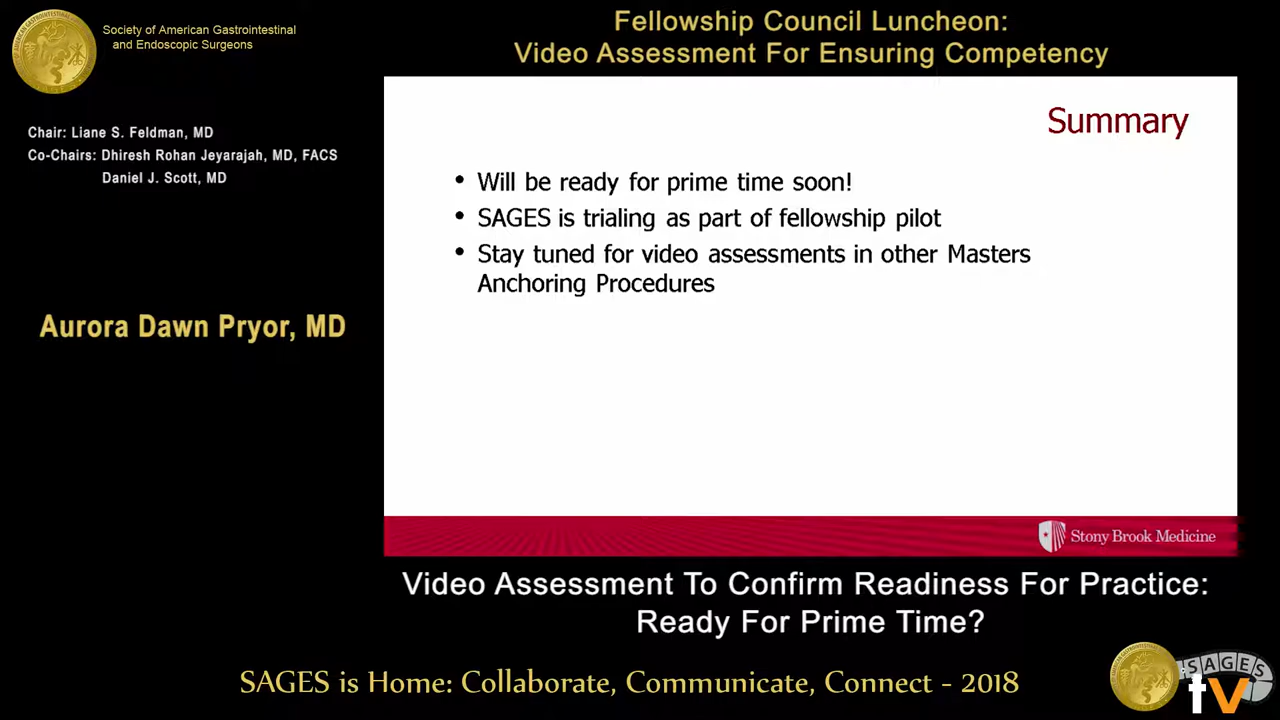 Society of American Gastrointestinal
and Endoscopic Surgeons
Fellowship Council Luncheon:
Video Assessment For Ensuring Competency
Chair: Liane S. Feldman, MD
Co-Chairs: Dhiresh Rohan Jeyarajah, MD, FACS
Daniel J. Scott, MD
Aurora Dawn Pryor, MD
Summary
• Will be ready for prime time soon!
• SAGES is trialing as part of fellowship pilot
• Stay tuned for video assessments in other Masters
Anchoring Procedures
Stony Brook Medicine
Video Assessment To Confirm Readiness For Practice:
Ready For Prime Time?
SAGES is Home: Collaborate, Communicate, Connect - 2018
SAGES
tv